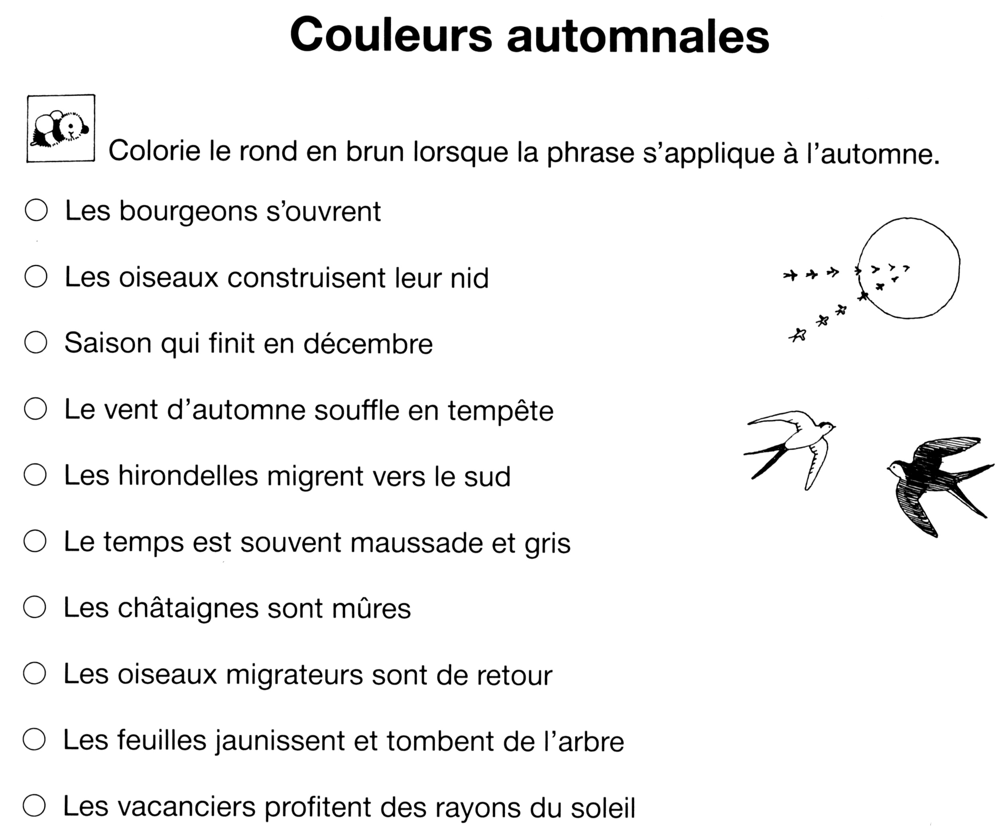 Couleurs automnales
Colorie le rond en brun lorsque la phrase s’applique à l’automne.
Les bourgeons s’ouvrent
Les oiseaux construisent leur nid
Saison qui finit en décembre
Le vent d’automne souffle en tempête
Les hirondelles migrent vers le sud
Le temps est souvent maussade et gris
Les châtaignes sont mûres
Les oiseaux migrateurs sont de retour
Les feuilles jaunissent et tombent de l’arbre
Les vacanciers profitent des rayons du soleil